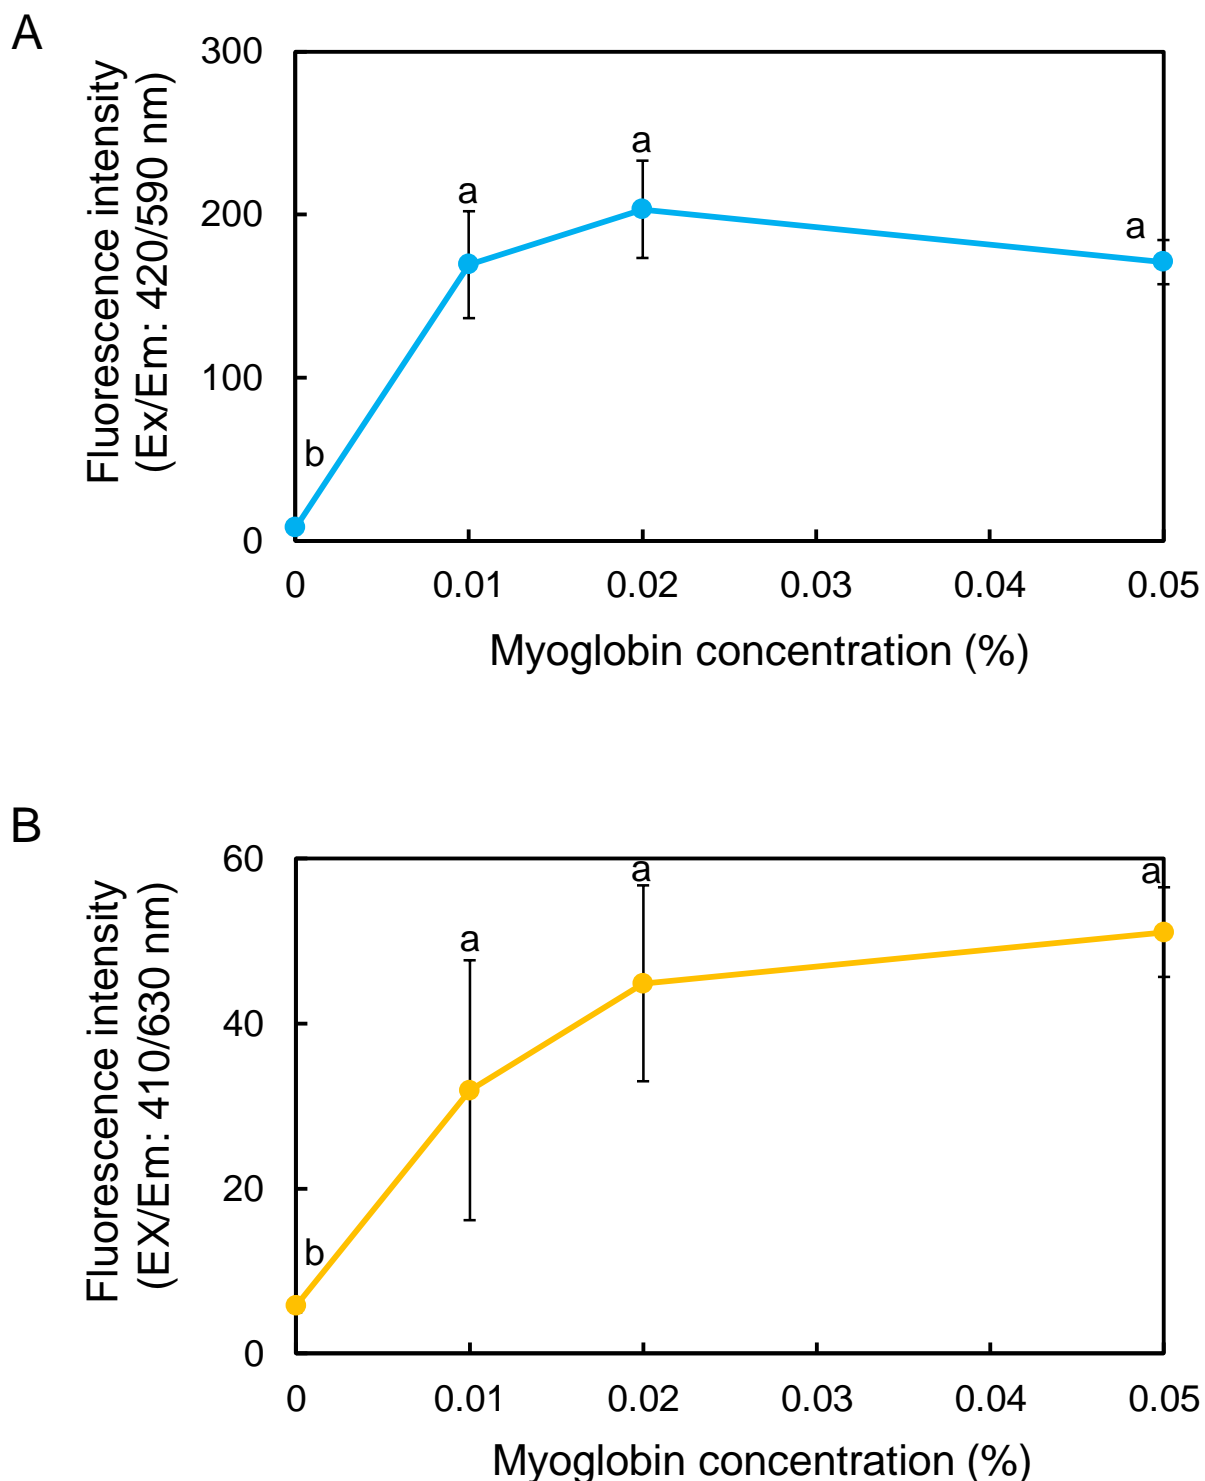 A
300
200
100
0
Fluorescence intensity
(Ex/Em: 420/590 nm)
b
a
a
a
0 0.01 0.02 0.03 0.04 0.05
Myoglobin concentration (%)
B
60
40
20
0
Fluorescence intensity
(EX/Em: 410/630 nm)
b
a
a
a
0 0.01 0.02 0.03 0.04 0.05
Myoglobin concentration (%)